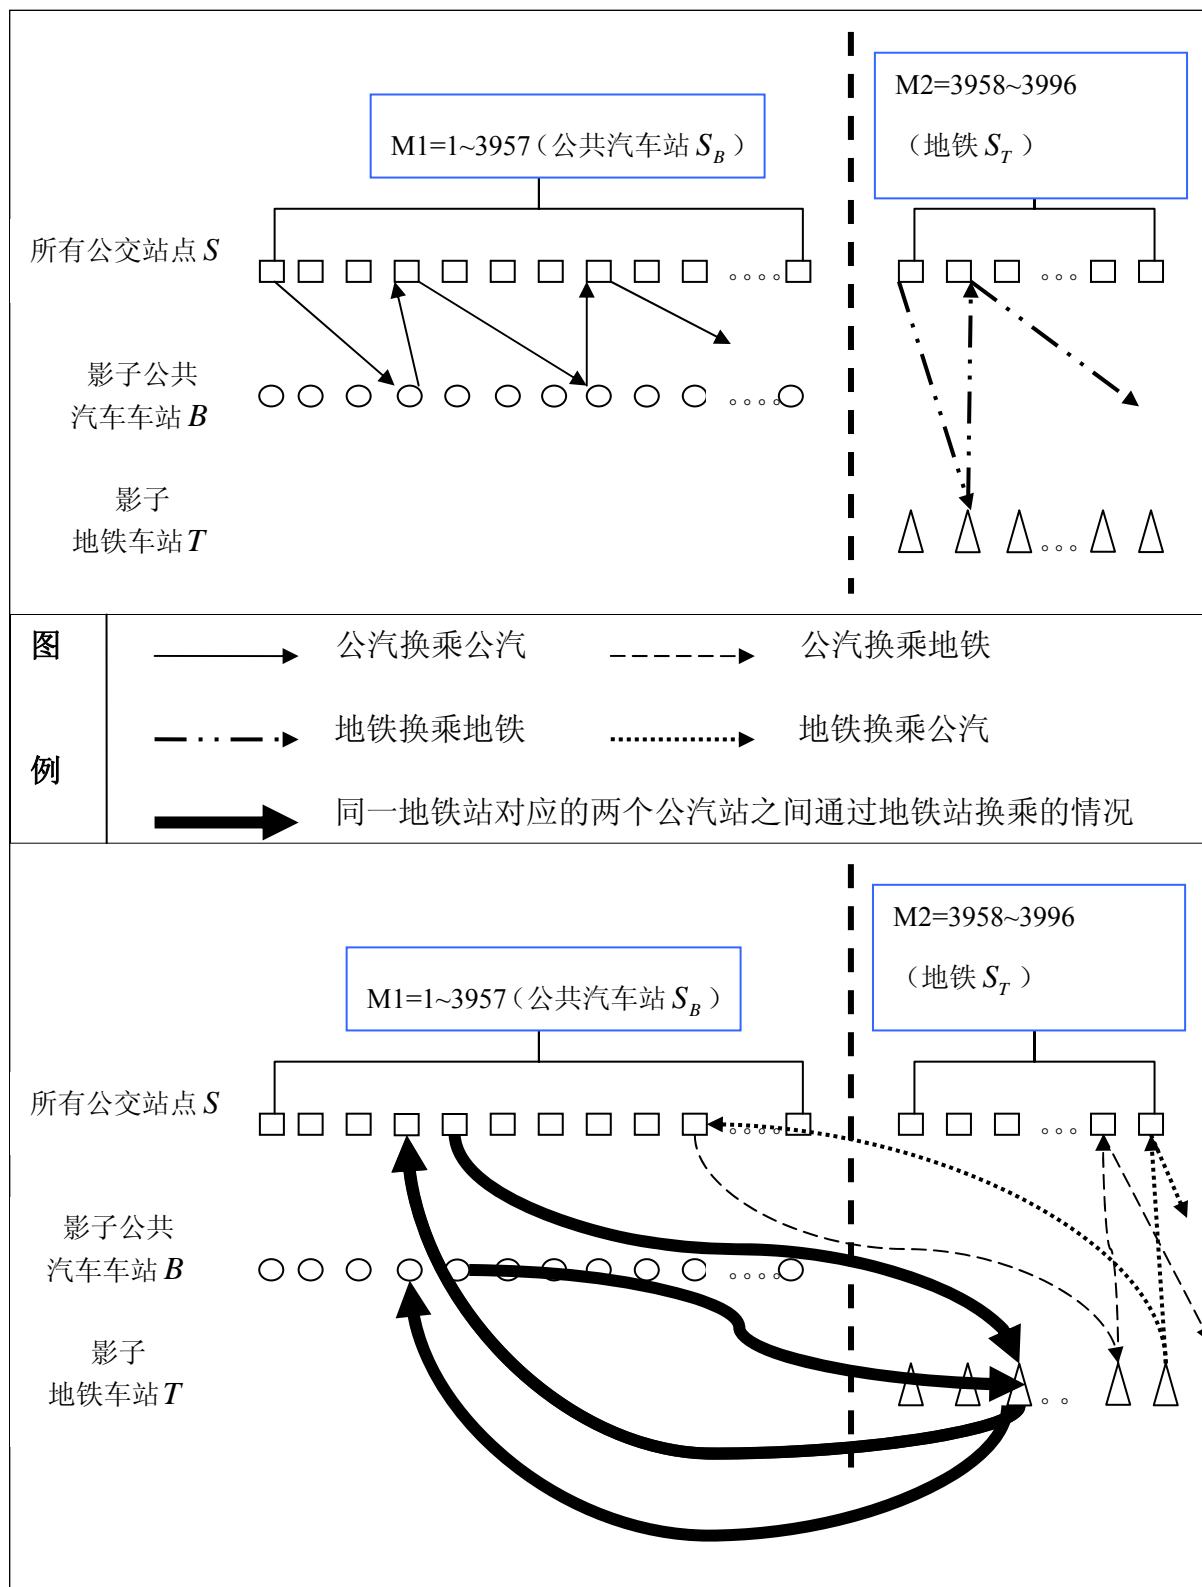 M2=3958~3996
M1=1~3957(公共汽车站 S_B)
(地铁 S_T)
所有公交站点 S
影子公共
汽车车站 B
影子
地铁车站 T
图
例
公汽换乘公汽
公汽换乘地铁
地铁换乘地铁
地铁换乘公汽
同一地铁站对应的两个公汽站之间通过地铁站换乘的情况
M2=3958~3996
(地铁 S_T)
M1=1~3957(公共汽车站 S_B)
所有公交站点 S
影子公共
汽车车站 B
影子
地铁车站 T